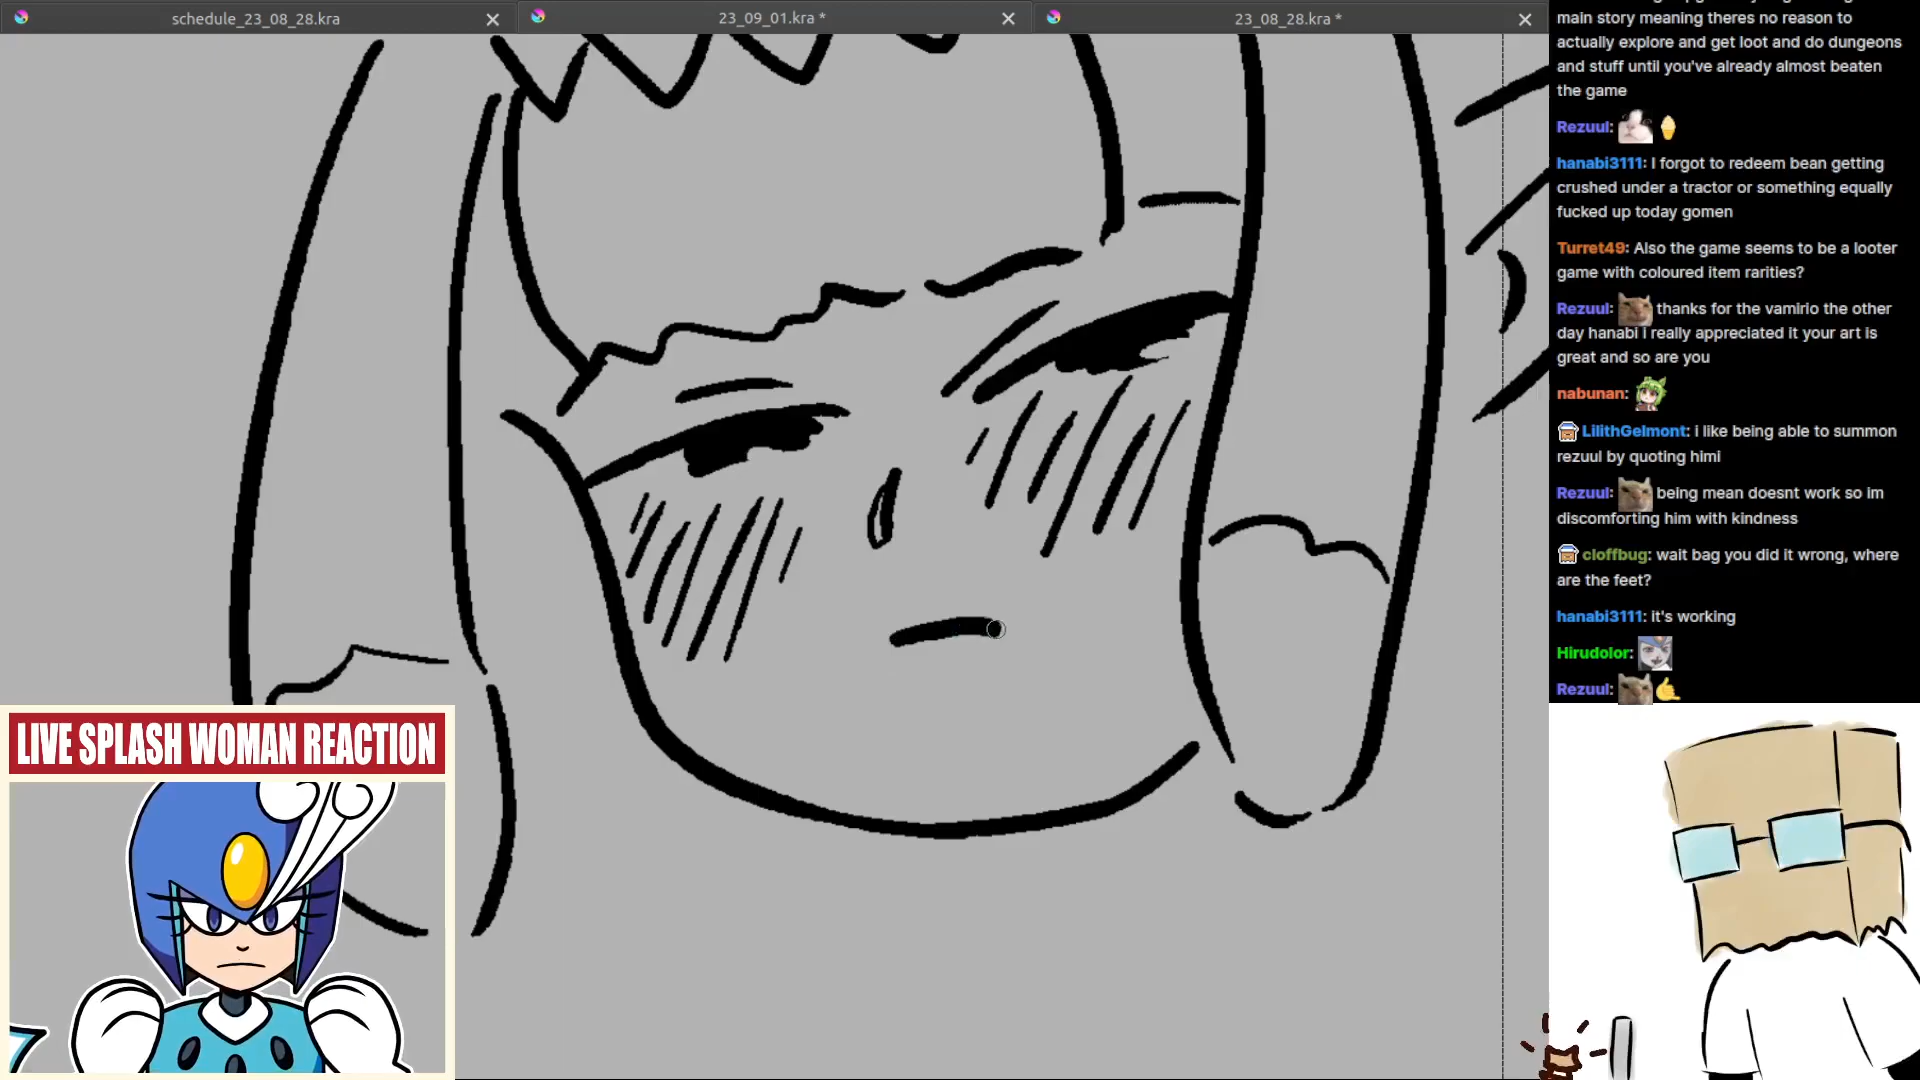 schedule_23_08_28.kra
23_09_01.kra *
23_08_28.kra *
main story meaning theres no reason to
actually explore and get loot and do dungeons
and stuff until you've already almost beaten
the game
Rezuul:
hanabi3111: I forgot to redeem bean getting
crushed under a tractor or something equally
fucked up today gomen
Turret49: Also the game seems to be a looter
game with coloured item rarities?
Rezuul: thanks for the vamirio the other
day hanabi i really appreciated it your art is
great and so are you
nabunan:
LilithGelmont: i like being able to summon
rezuul by quoting himi
Rezuul: being mean doesnt work so im
discomforting him with kindness
cloffbug: wait bag you did it wrong, where
are the feet?
hanabi3111: it's working
Hirudolor:
Rezuul:
LIVE SPLASH WOMAN REACTION